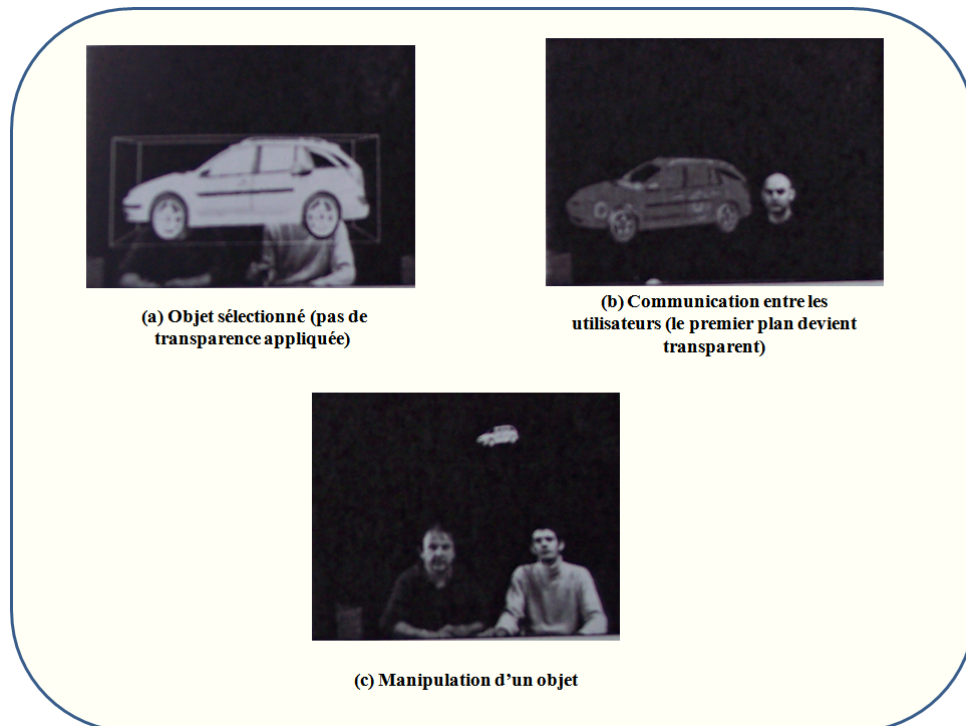 (a) Objet sélectionné (pas de
transparence appliquée)
(b) Communication entre les
utilisateurs (le premier plan devient
transparent)
(c) Manipulation d’un objet